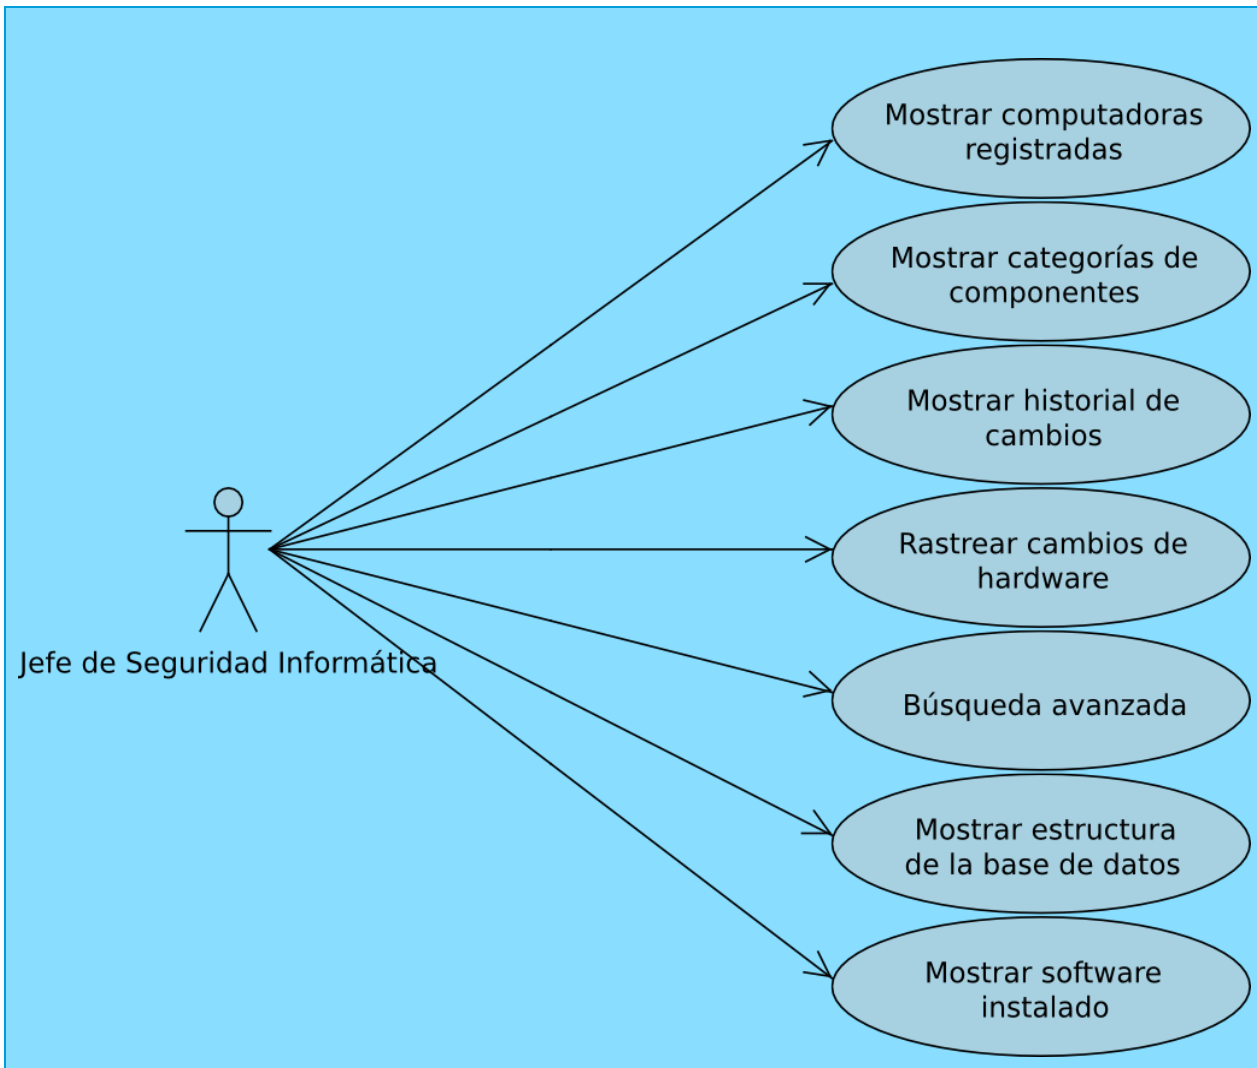 Mostrar computadoras
registradas
Mostrar categorías de
componentes
Mostrar historial de
cambios
Rastrear cambios de
hardware
Jefe de Seguridad Informática
Búsqueda avanzada
Mostrar estructura
de la base de datos
Mostrar software
instalado